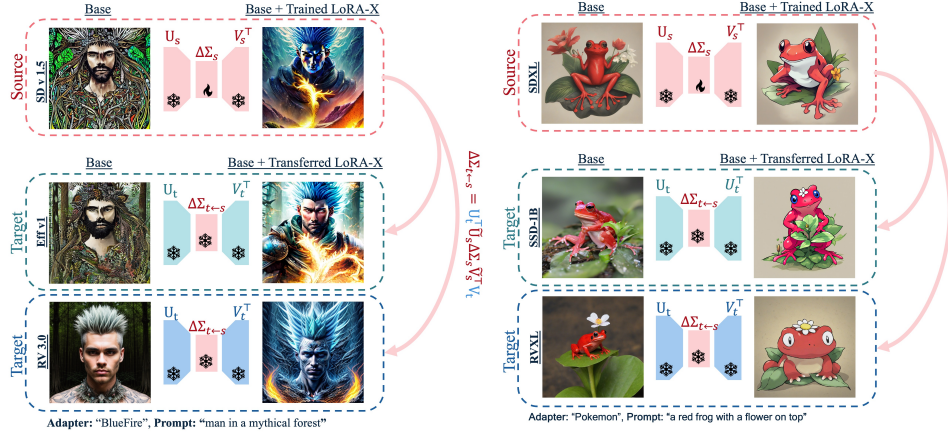 Base
Base + Trained LoRA-X
Source
SD v 1.5
U_s
ΔΣ_s
V_s^⊤
Base
Base + Transferred LoRA-X
Target
Eff v1
U_t
ΔΣ_{t←s}
V_t^⊤
Target
RV 3.0
U_t
ΔΣ_{t←s}
V_t^⊤
Adapter: “BlueFire”, Prompt: “man in a mythical forest”
ΔΣ_{t←s} = U_t^⊤ Ũ_s ΔΣ_s Ṽ_s^⊤ V_t
Base
Base + Trained LoRA-X
Source
SDXL
U_s
ΔΣ_s
V_s^⊤
Base
Base + Transferred LoRA-X
Target
SSD-1B
U_t
ΔΣ_{t←s}
U_t^⊤
Target
RVXL
U_t
ΔΣ_{t←s}
V_t^⊤
Adapter: “Pokemon”, Prompt: “a red frog with a flower on top”